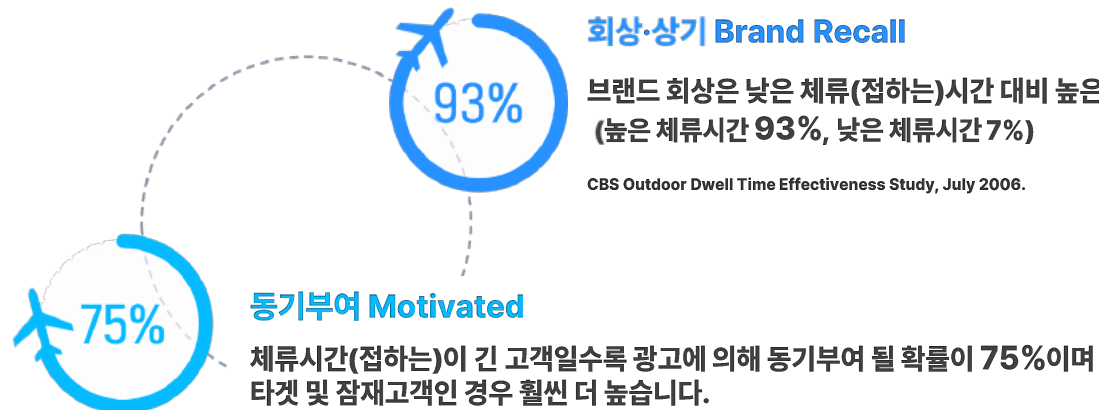 93%
회상·상기 Brand Recall
브랜드 회상은 낮은 체류(접하는)시간 대비 높은
(높은 체류시간 93%, 낮은 체류시간 7%)
CBS Outdoor Dwell Time Effectiveness Study, July 2006.
75%
동기부여 Motivated
체류시간(접하는)이 긴 고객일수록 광고에 의해 동기부여 될 확률이 75%이며
타겟 및 잠재고객인 경우 훨씬 더 높습니다.